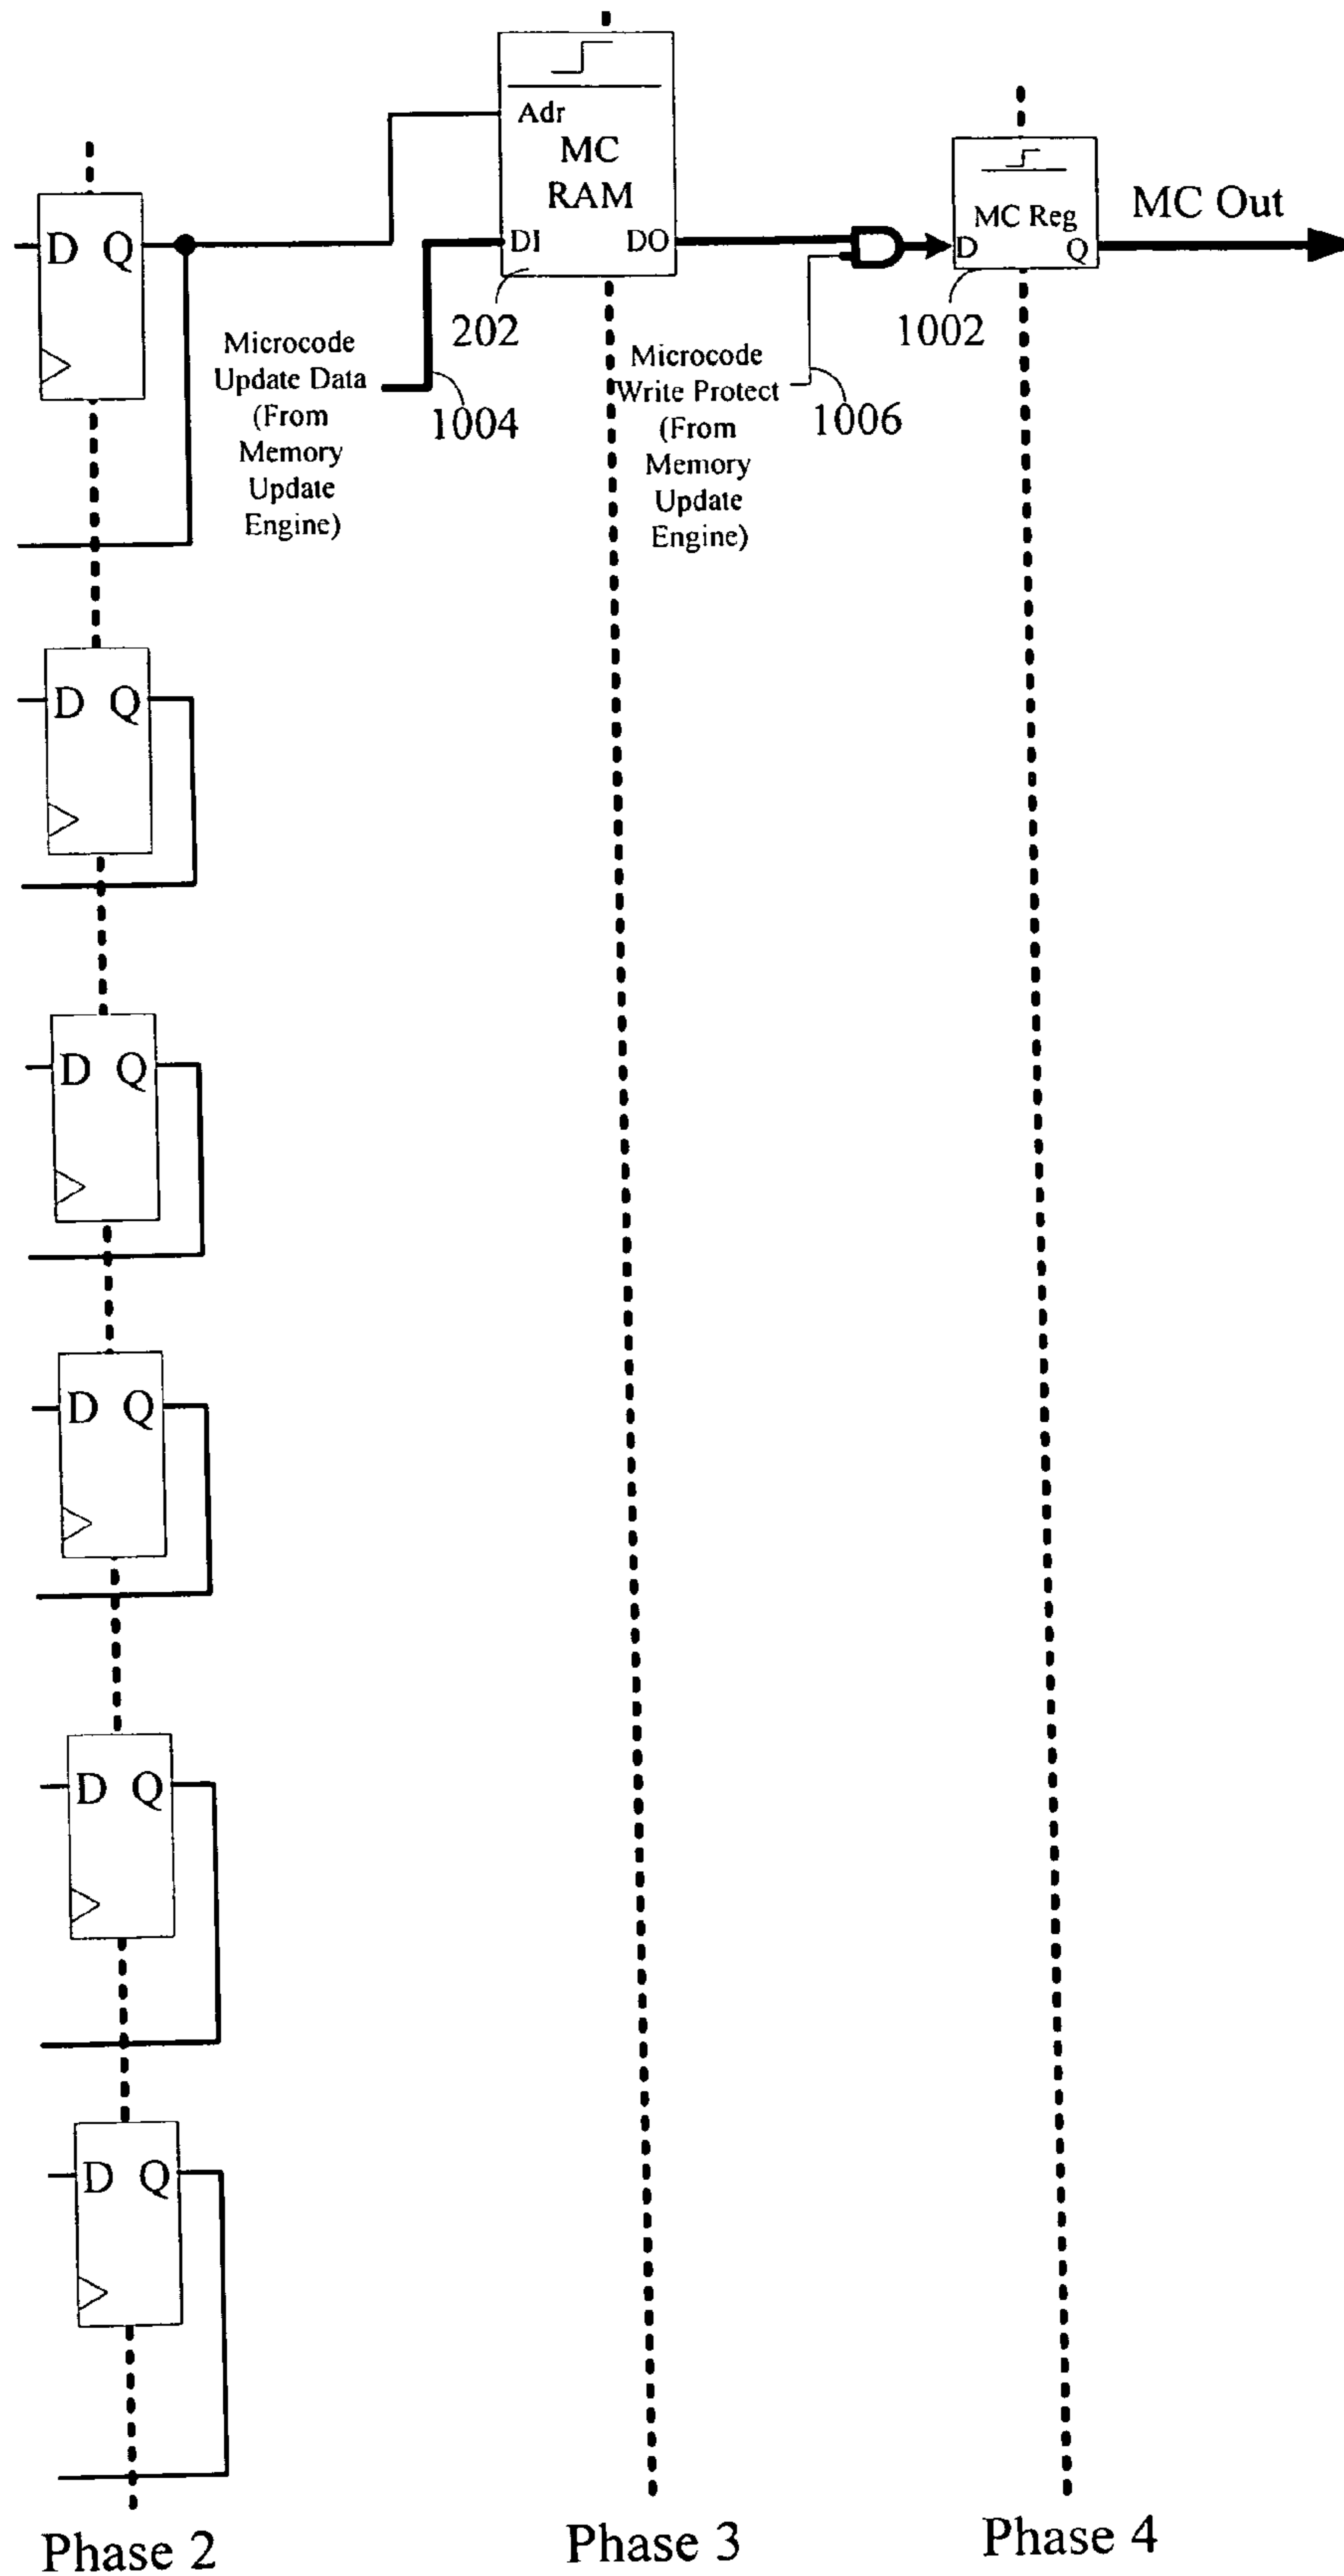 Adr
MC
RAM
DI DO
202
D Q
Microcode
Update Data
(From
Memory
Update
Engine)
1004
Microcode
Write Protect
(From
Memory
Update
Engine)
1006
MC Reg
D Q
1002
MC Out
D Q
D Q
D Q
D Q
D Q
Phase 2
Phase 3
Phase 4